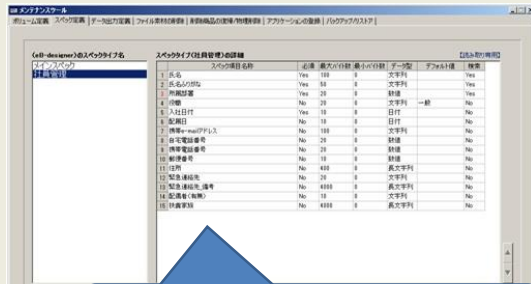 メンテナンスツール
ボリューム定義 | スペック定義 | データ出力定義 | ファイル素材の削除 | 削除商品の復帰/物理削除 | アプリケーションの登録 | バックアップ/リストア |
(eB-designer)のスペックタイプ名
スペックタイプ(社員管理)の詳細
[読み取り専用]
メインスペック
社員管理
スペック項目名称 必須 最大バイト数 最小バイト数 データ型 デフォルト値 検索
1 氏名 Yes 100 0 文字列 Yes
2 氏名ふりがな Yes 50 0 文字列 Yes
3 所属部署 Yes 20 0 数値 Yes
4 役職 No 20 0 文字列 一般 No
5 入社日付 Yes 10 0 日付 No
6 配属日 No 10 0 日付 No
7 携帯e-mailアドレス No 100 0 文字列 No
8 自宅電話番号 No 20 0 数値 No
9 携帯電話番号 No 20 0 数値 No
10 郵便番号 No 10 0 数値 No
11 住所 No 400 0 長文字列 No
12 緊急連絡先 No 20 0 文字列 No
13 緊急連絡先_備考 No 4000 0 長文字列 No
14 配偶者(有無) No 10 0 文字列 No
15 扶養家族 No 4000 0 長文字列 No